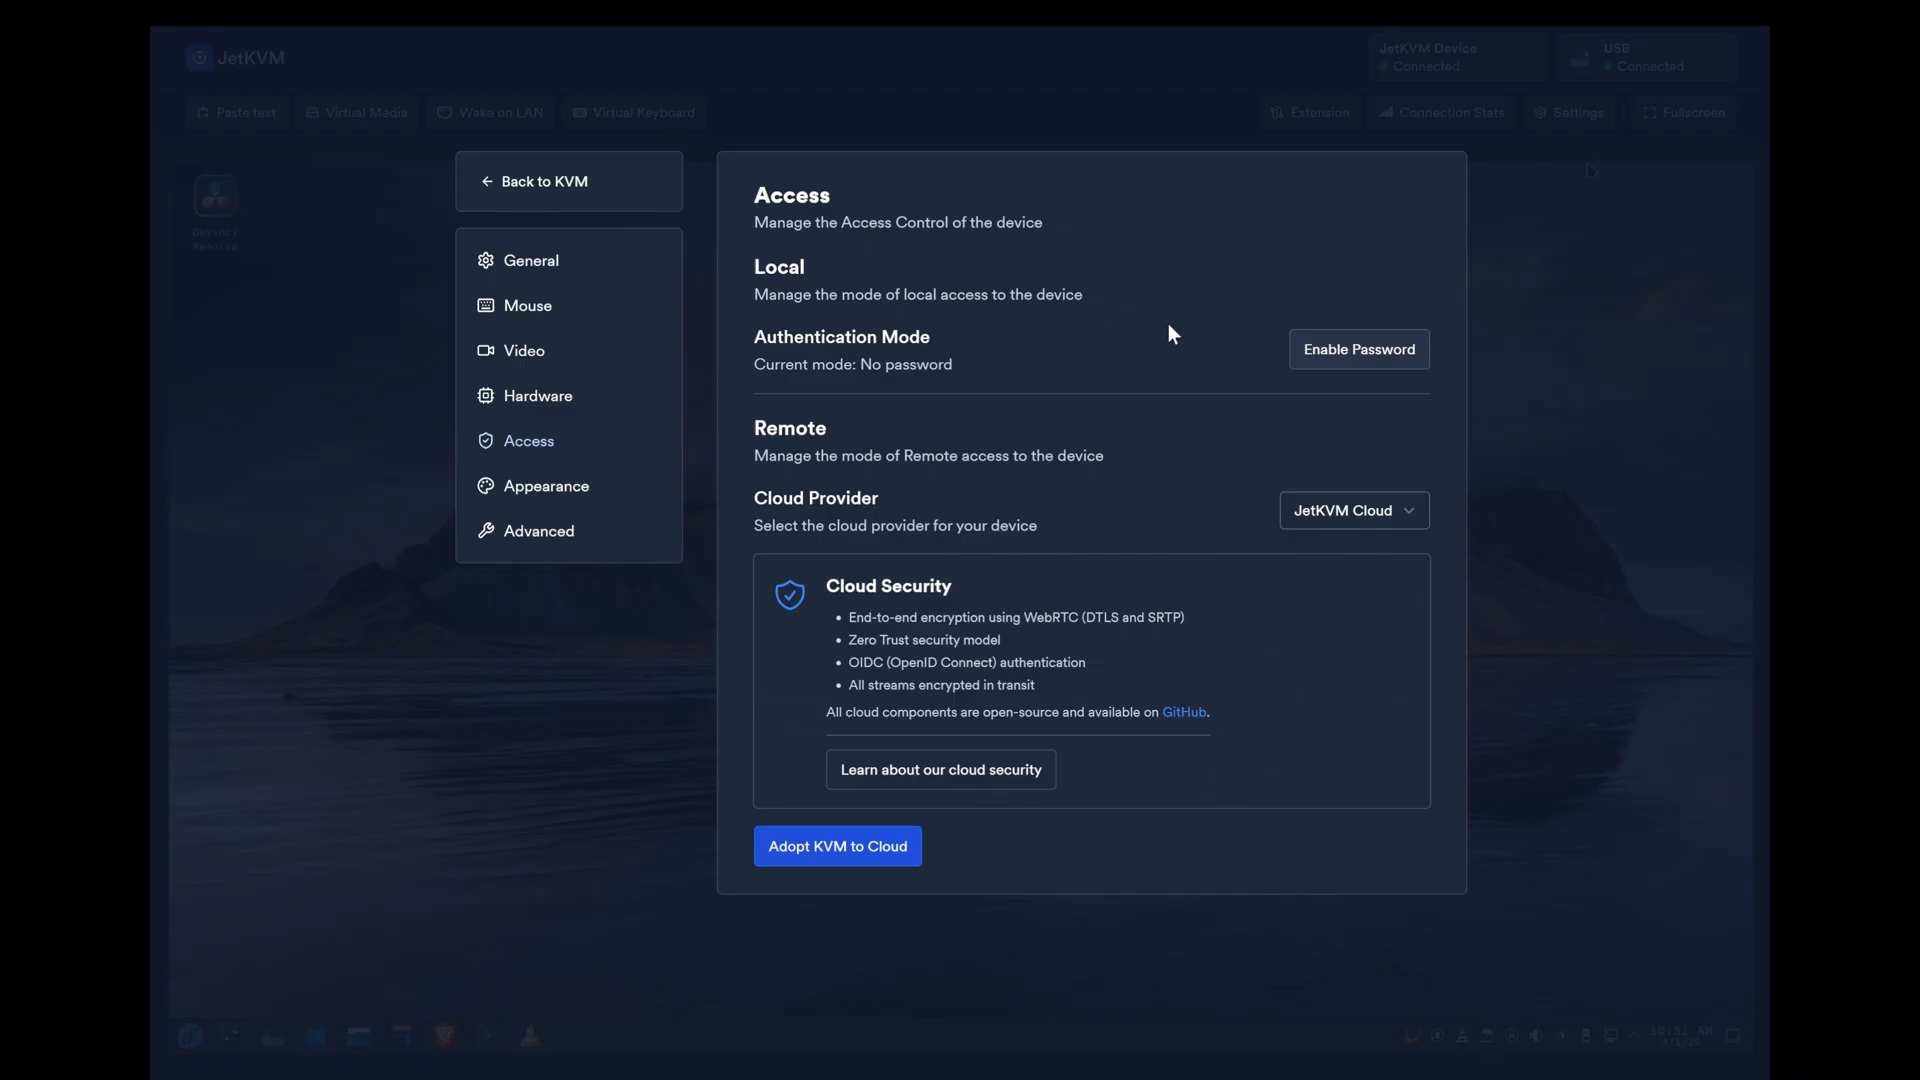 JetKVM
JetKVM Device
Connected
USB
Connected
Paste text
Virtual Media
Wake on LAN
Virtual Keyboard
Extension
Connection Stats
Settings
Fullscreen
DaVinci
Resolve
← Back to KVM
General
Mouse
Video
Hardware
Access
Appearance
Advanced
Access
Manage the Access Control of the device
Local
Manage the mode of local access to the device
Authentication Mode
Current mode: No password
Enable Password
Remote
Manage the mode of Remote access to the device
Cloud Provider
Select the cloud provider for your device
JetKVM Cloud
Cloud Security
• End-to-end encryption using WebRTC (DTLS and SRTP)
• Zero Trust security model
• OIDC (OpenID Connect) authentication
• All streams encrypted in transit
All cloud components are open-source and available on GitHub.
Learn about our cloud security
Adopt KVM to Cloud